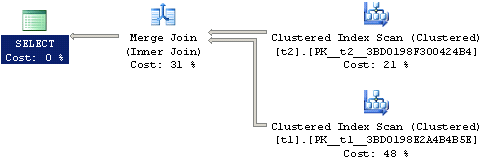 SELECT
Cost: 0 %
Merge Join
(Inner Join)
Cost: 31 %
Clustered Index Scan (Clustered)
[t2].[PK__t2__3BD0198F300424B4]
Cost: 21 %
Clustered Index Scan (Clustered)
[t1].[PK__t1__3BD0198E2A4B4B5E]
Cost: 48 %